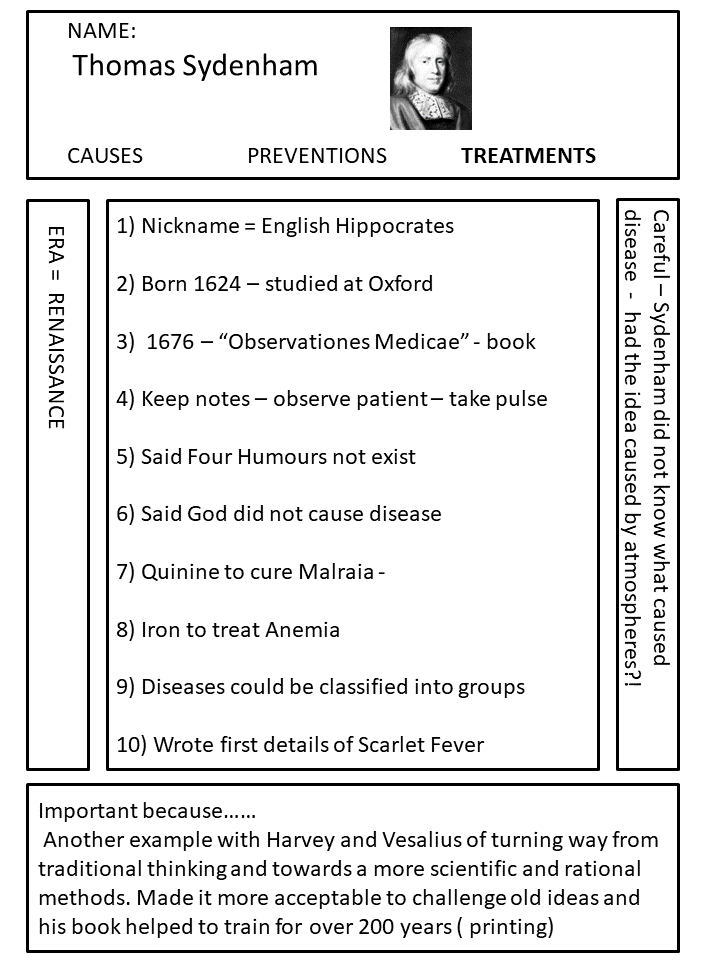 NAME:
Thomas Sydenham
CAUSES PREVENTIONS TREATMENTS
ERA = RENAISSANCE
1) Nickname = English Hippocrates
2) Born 1624 – studied at Oxford
3) 1676 – “Observationes Medicae” - book
4) Keep notes – observe patient – take pulse
5) Said Four Humours not exist
6) Said God did not cause disease
7) Quinine to cure Malraia -
8) Iron to treat Anemia
9) Diseases could be classified into groups
10) Wrote first details of Scarlet Fever
Careful – Sydenham did not know what caused
disease - had the idea caused by atmospheres?!
Important because……
Another example with Harvey and Vesalius of turning way from
traditional thinking and towards a more scientific and rational
methods. Made it more acceptable to challenge old ideas and
his book helped to train for over 200 years ( printing)